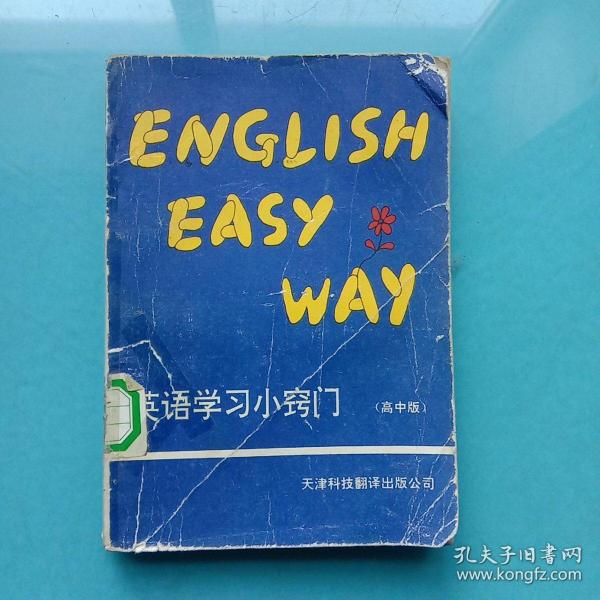 ENGLISH
EASY
WAY
英语学习小窍门
（高中版）
天津科技翻译出版公司
孔夫子旧书网
www.kongfz.com